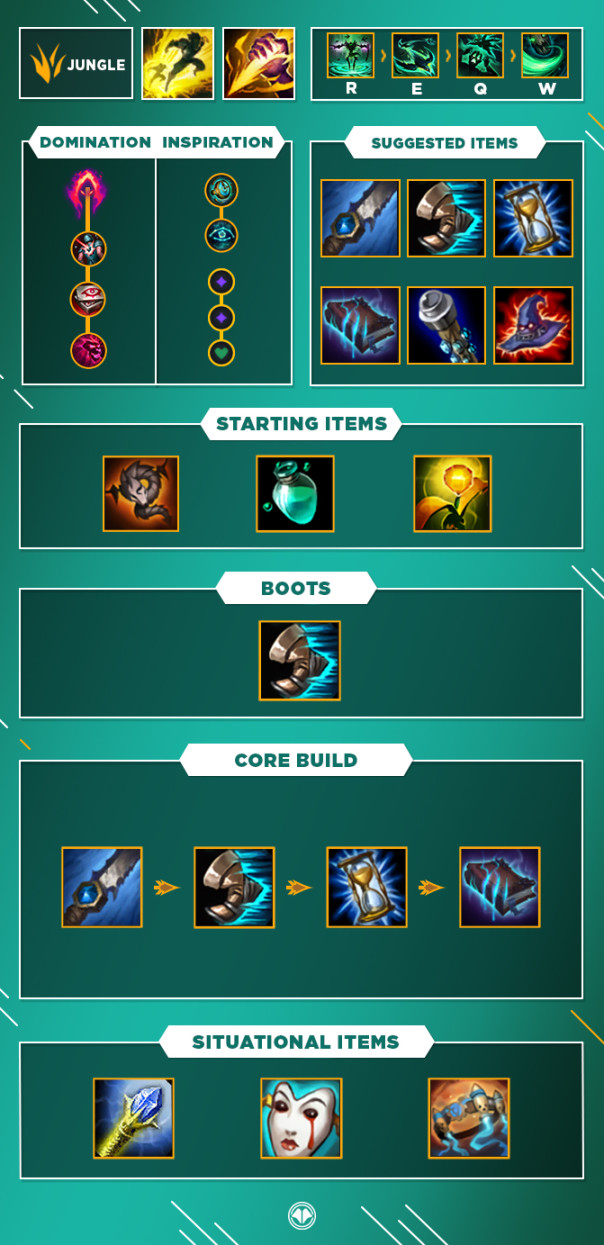 JUNGLE
R E Q W
DOMINATION INSPIRATION
SUGGESTED ITEMS
STARTING ITEMS
BOOTS
CORE BUILD
SITUATIONAL ITEMS